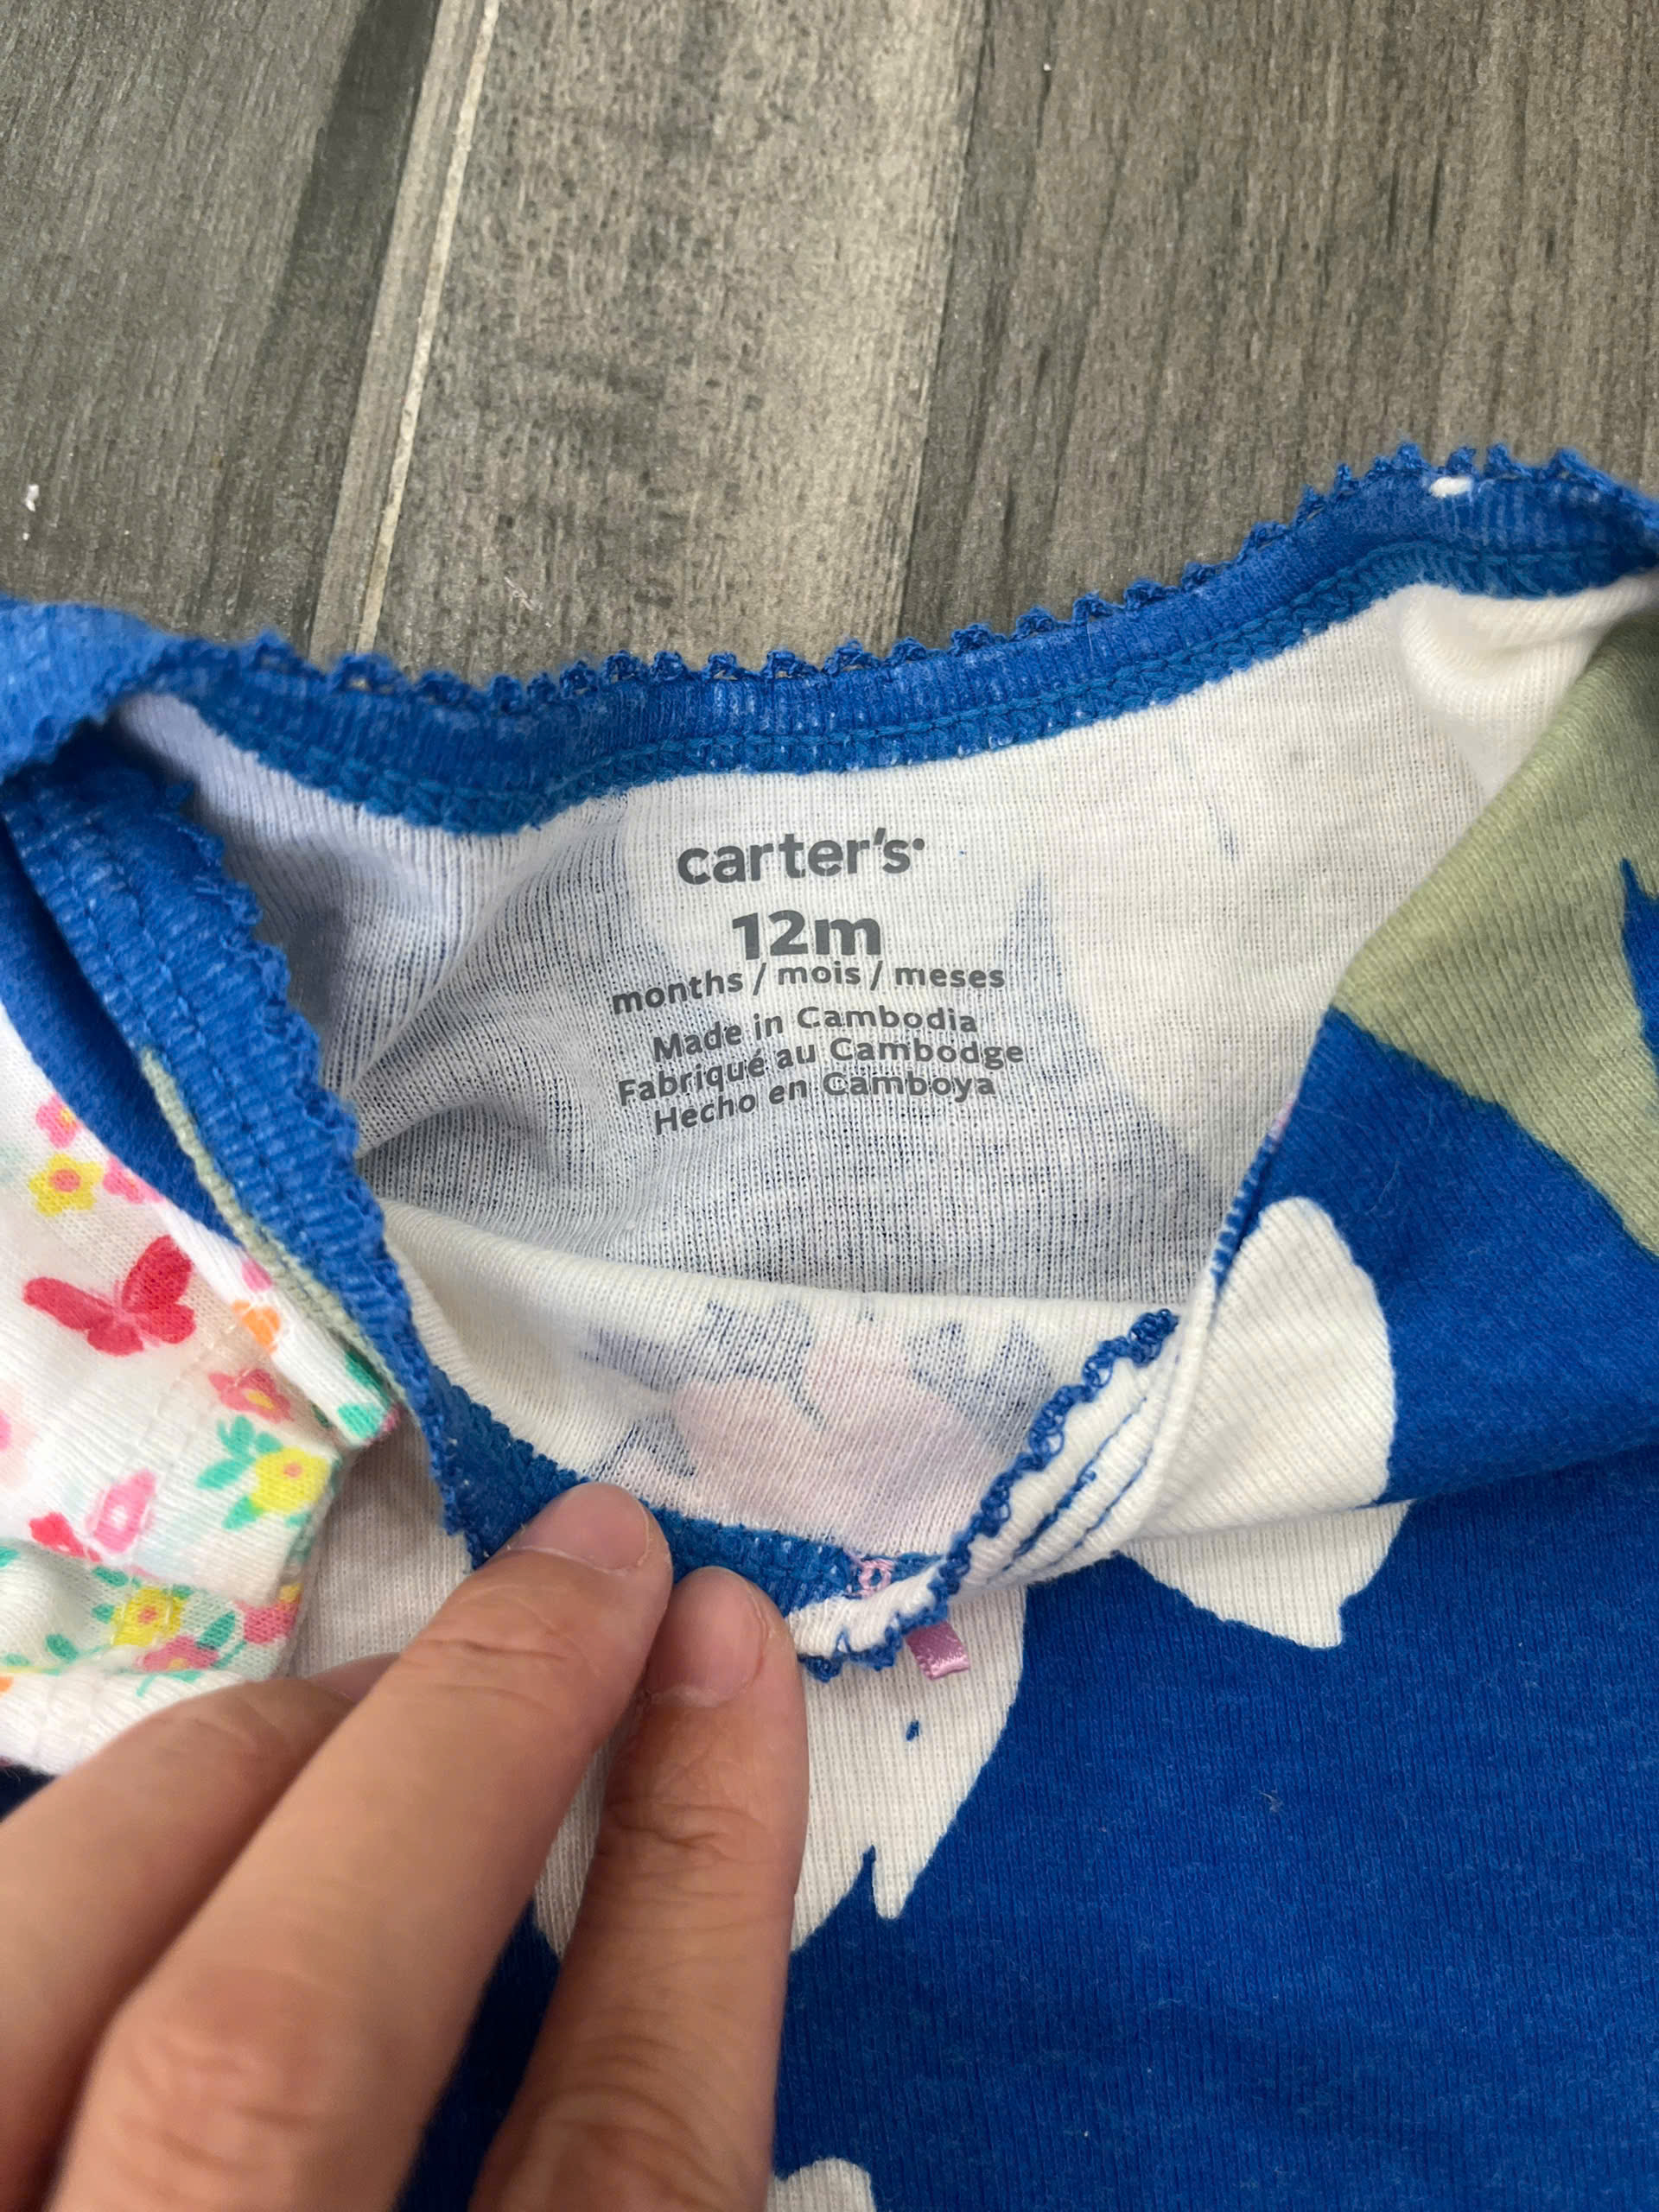 carter's
12m
months / mois / meses
Made in Cambodia
Fabriqué au Cambodge
Hecho en Camboya